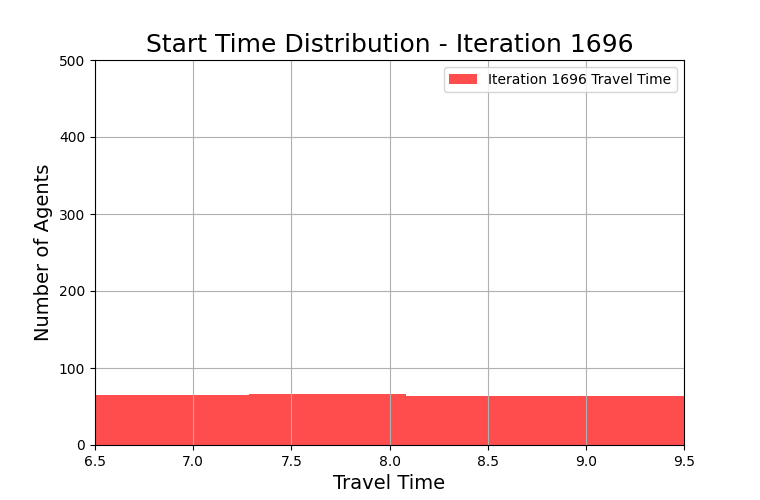 Start Time Distribution - Iteration 1696
Iteration 1696 Travel Time
Number of Agents
500
400
300
200
100
0
6.5 7.0 7.5 8.0 8.5 9.0 9.5
Travel Time